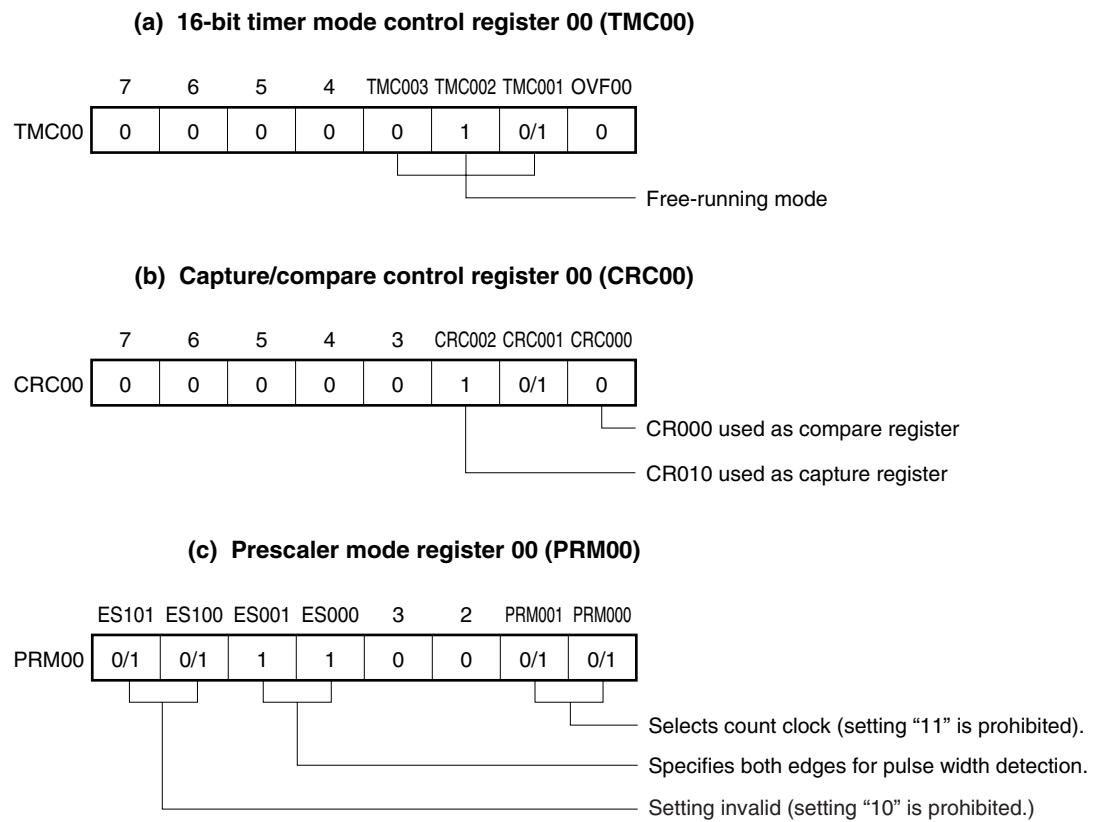 (a) 16-bit timer mode control register 00 (TMC00)
7 6 5 4 TMC003 TMC002 TMC001 OVF00
TMC00 0 0 0 0 0 1 0/1 0
Free-running mode
(b) Capture/compare control register 00 (CRC00)
7 6 5 4 3 CRC002 CRC001 CRC000
CRC00 0 0 0 0 0 1 0/1 0
CR000 used as compare register
CR010 used as capture register
(c) Prescaler mode register 00 (PRM00)
ES101 ES100 ES001 ES000 3 2 PRM001 PRM000
PRM00 0/1 0/1 1 1 0 0 0/1 0/1
Selects count clock (setting “11” is prohibited).
Specifies both edges for pulse width detection.
Setting invalid (setting “10” is prohibited.)